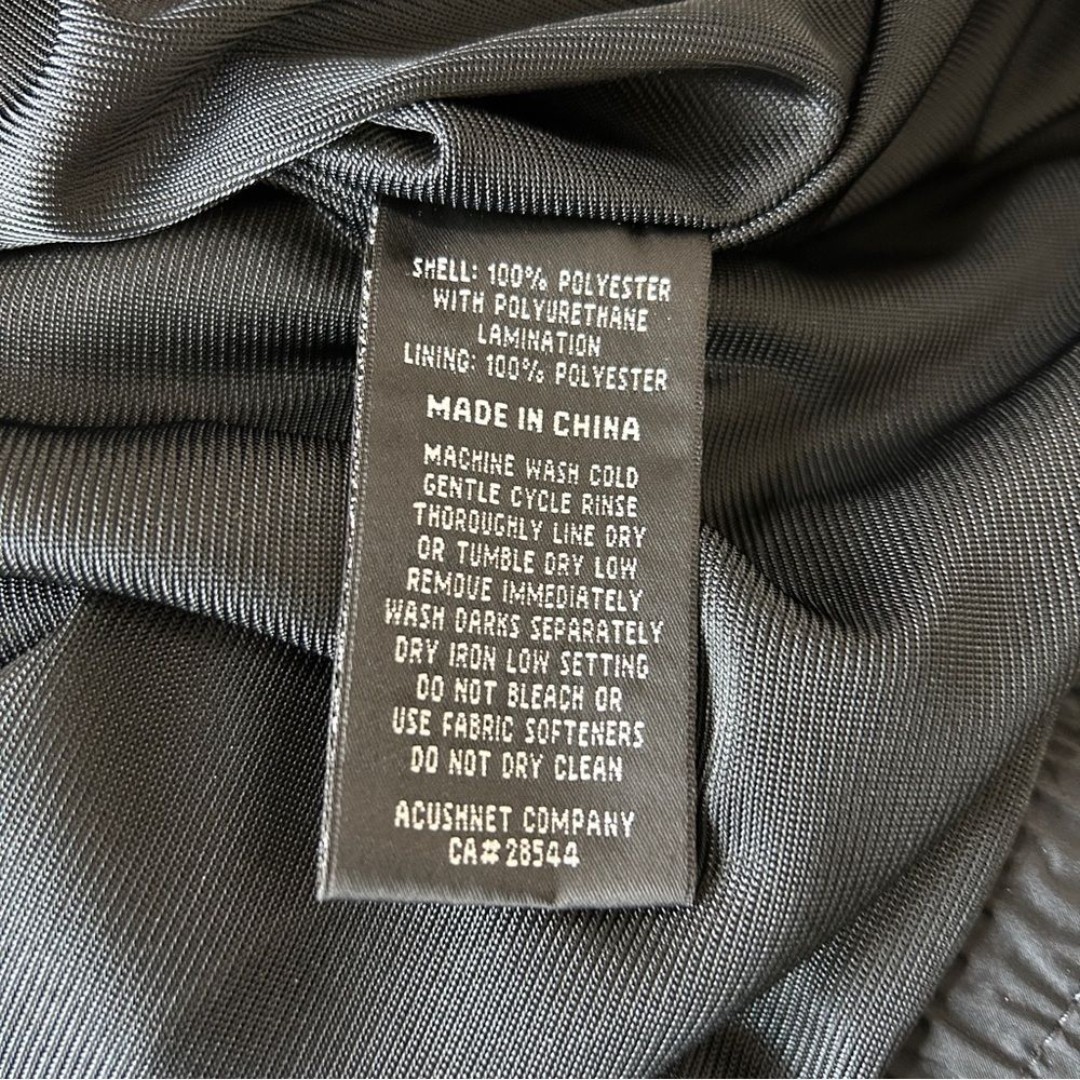 SHELL: 100% POLYESTER
WITH POLYURETHANE
LAMINATION
LINING: 100% POLYESTER
MADE IN CHINA
MACHINE WASH COLD
GENTLE CYCLE RINSE
THOROUGHLY LINE DRY
OR TUMBLE DRY LOW
REMOVE IMMEDIATELY
WASH DARKS SEPARATELY
DRY IRON LOW SETTING
DO NOT BLEACH OR
USE FABRIC SOFTENERS
DO NOT DRY CLEAN
ACUSHNET COMPANY
CA# 28544